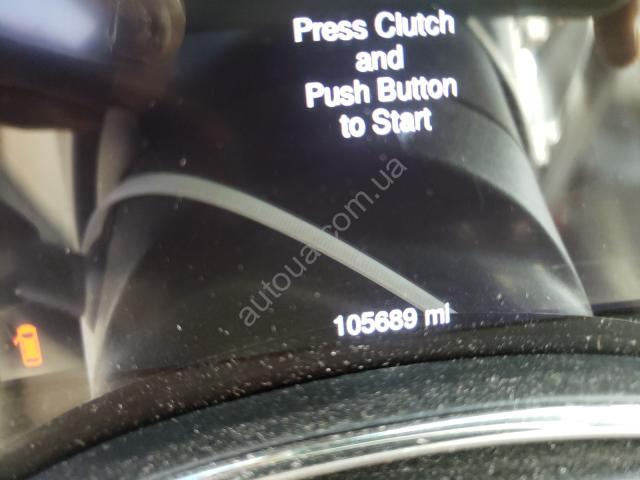 Press Clutch
and
Push Button
to Start
autoua.com.ua
105689 mi